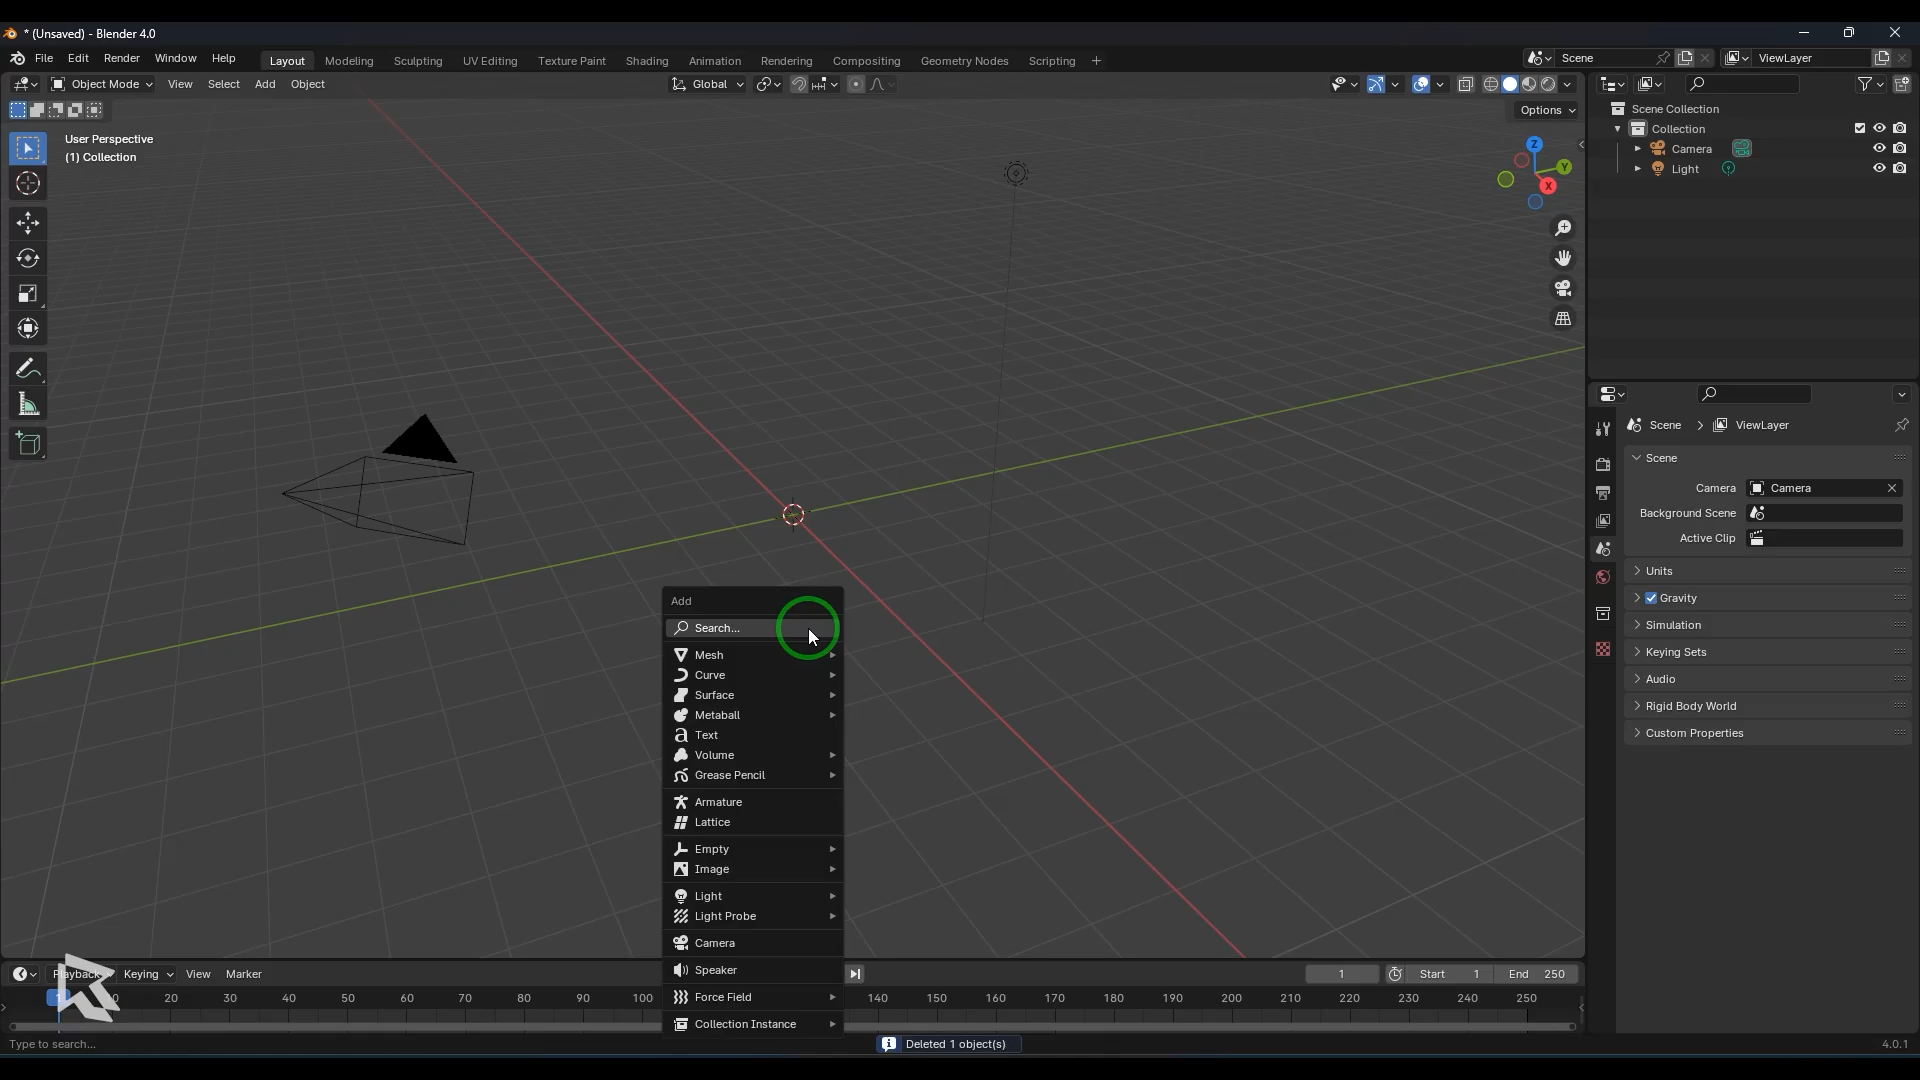 * (Unsaved) - Blender 4.0
File Edit Render Window Help
Layout Modeling Sculpting UV Editing Texture Paint Shading Animation Rendering Compositing Geometry Nodes Scripting +
Scene ViewLayer
Object Mode View Select Add Object
Global
Options
User Perspective
(1) Collection
Z
Y
X
Scene Collection
Collection
Camera
Light
Scene > ViewLayer
Scene
Camera Camera
Background Scene
Active Clip
Units
Gravity
Simulation
Keying Sets
Audio
Rigid Body World
Custom Properties
Add
Search...
Mesh
Curve
Surface
Metaball
Text
Volume
Grease Pencil
Armature
Lattice
Empty
Image
Light
Light Probe
Camera
Speaker
Force Field
Collection Instance
Playback Keying View Marker
1 Start 1 End 250
1 10 20 30 40 50 60 70 80 90 100 140 150 160 170 180 190 200 210 220 230 240 250
Type to search...
Deleted 1 object(s)
4.0.1